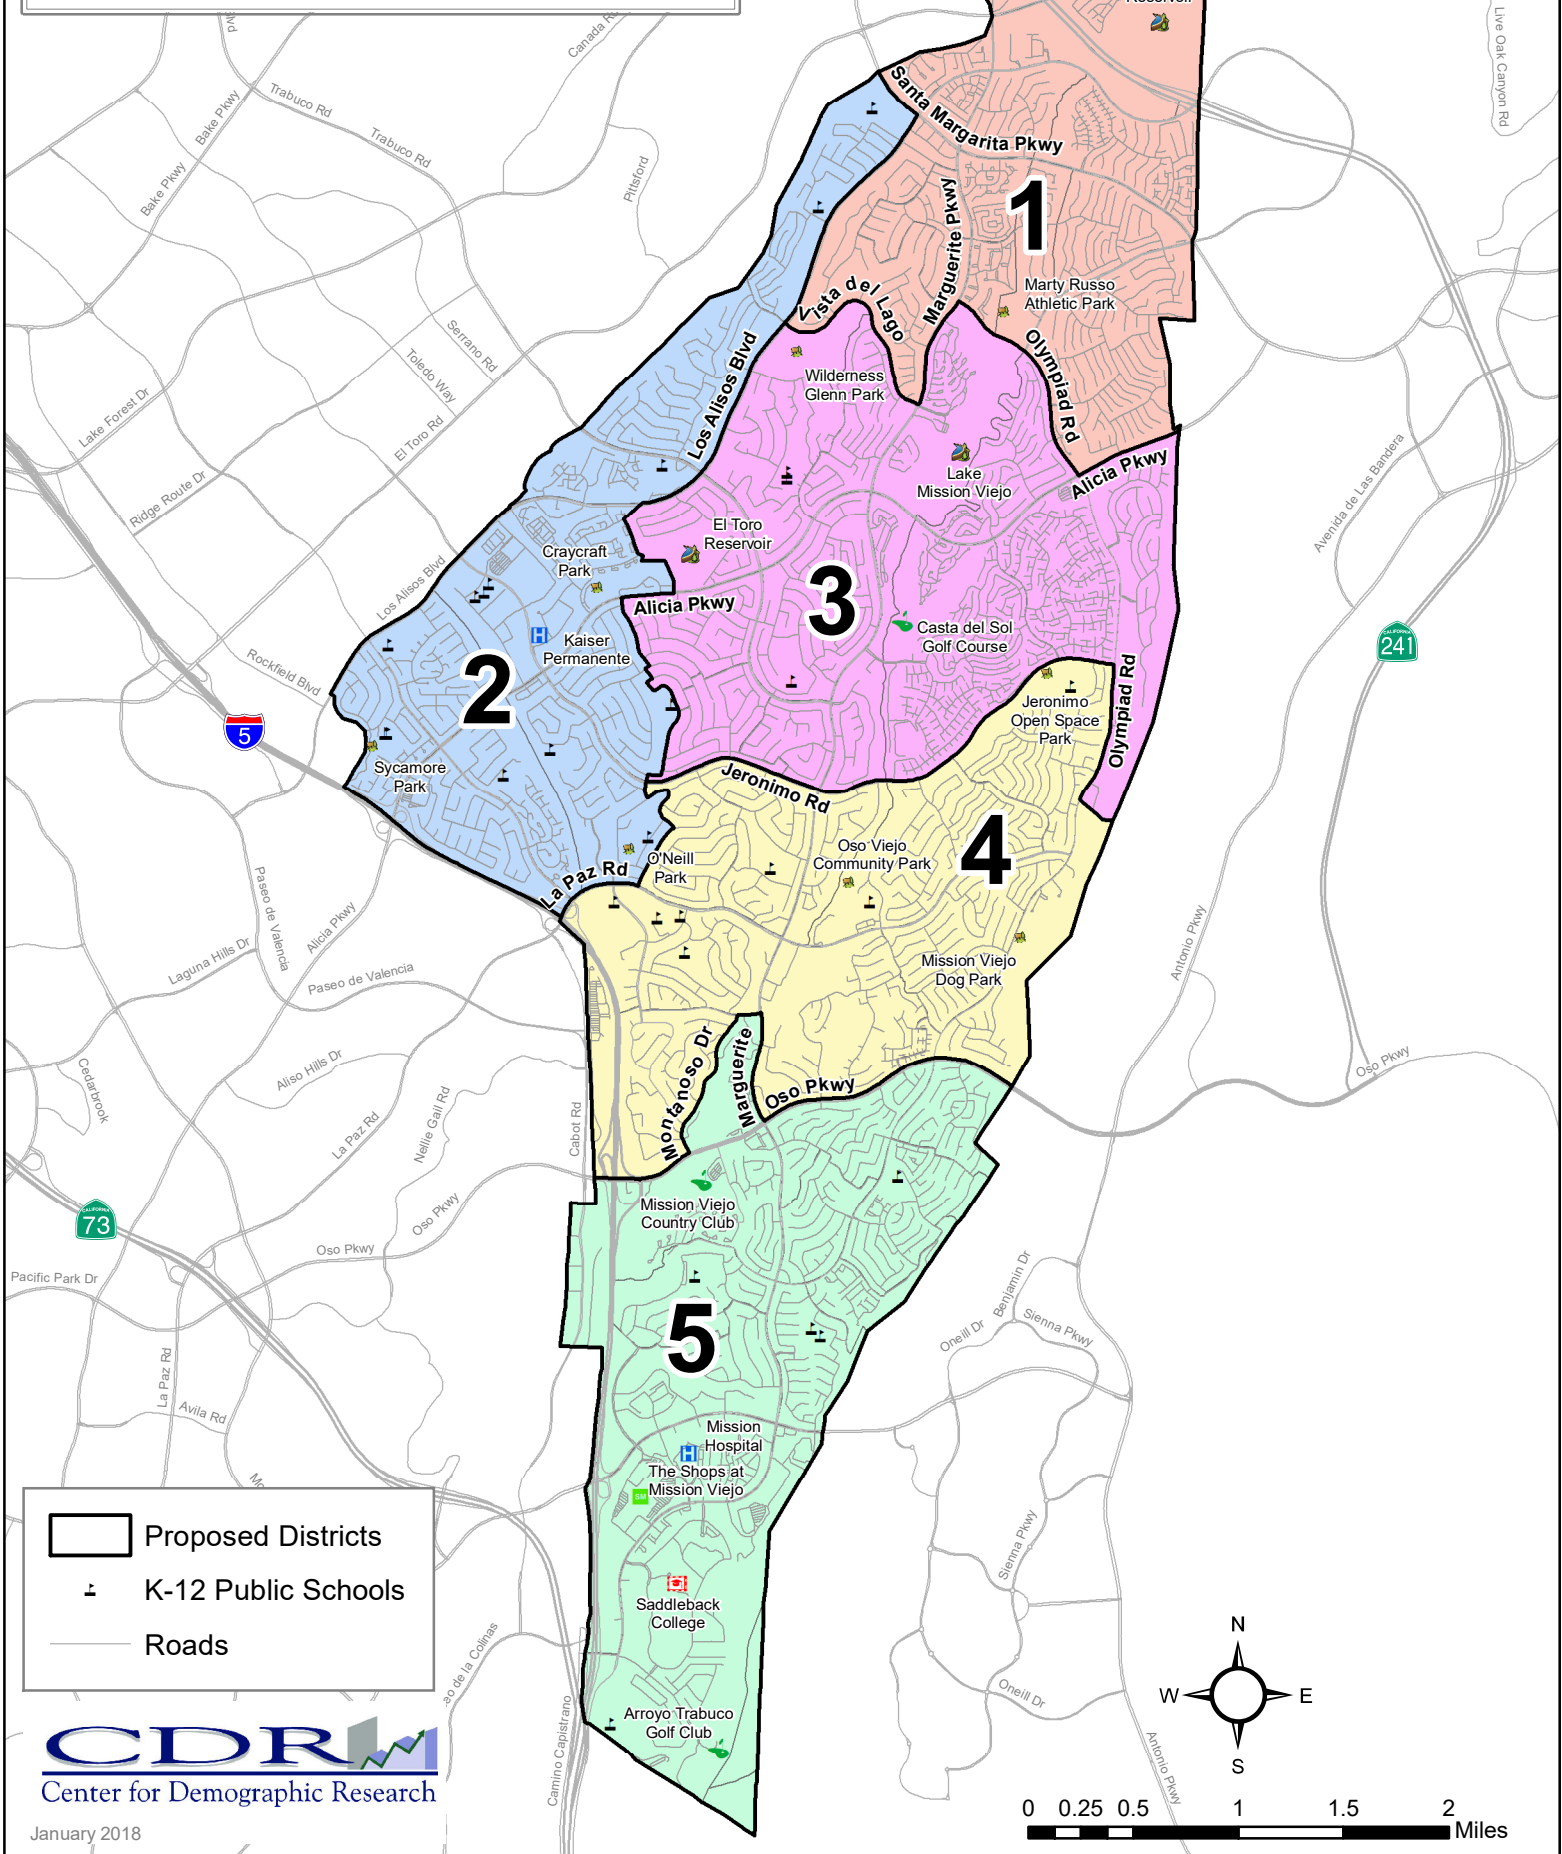 Reservoir
Live Oak Canyon Rd
Canada Rd
Blvd
Trabuco Rd
Bake Pkwy
Trabuco Rd
Bake Pkwy
Pittsford
Santa Margarita Pkwy
Marguerite Pkwy
1
Marty Russo
Athletic Park
Vista del Lago
Olympiad Rd
Serrano Rd
Toledo Way
Los Alisos Blvd
Wilderness
Glenn Park
Lake Forest Dr
El Toro Rd
Ridge Route Dr
Lake
Mission Viejo
Alicia Pkwy
Avenida de Las Bandera
El Toro
Reservoir
Craycraft
Park
Los Alisos Blvd
Alicia Pkwy
3
Casta del Sol
Golf Course
CALIFORNIA
241
Kaiser
Permanente
H
2
Rockfield Blvd
5
Jeronimo
Open Space
Park
Olympiad Rd
Sycamore
Park
Jeronimo Rd
Oso Viejo
Community Park
4
O'Neill
Park
La Paz Rd
Paseo de Valencia
Alicia Pkwy
Laguna Hills Dr
Paseo de Valencia
Mission Viejo
Dog Park
Antonio Pkwy
Montanoso Dr
Marguerite
Oso Pkwy
Oso Pkwy
Aliso Hills Dr
Cedarbrook
La Paz Rd
Nellie Gail Rd
Cabot Rd
CALIFORNIA
73
Oso Pkwy
Oso Pkwy
Pacific Park Dr
Mission Viejo
Country Club
Benjamin Dr
Oneill Dr
Sienna Pkwy
5
La Paz Rd
Avila Rd
Mission
Hospital
H
The Shops at
Mission Viejo
SM
Sienna Pkwy
Saddleback
College
Oneill Dr
Antonio Pkwy
Arroyo Trabuco
Golf Club
Camino Capistrano
eo de la Colinas
Proposed Districts
K-12 Public Schools
Roads
CDR
Center for Demographic Research
January 2018
N
W E
S
0 0.25 0.5 1 1.5 2
Miles